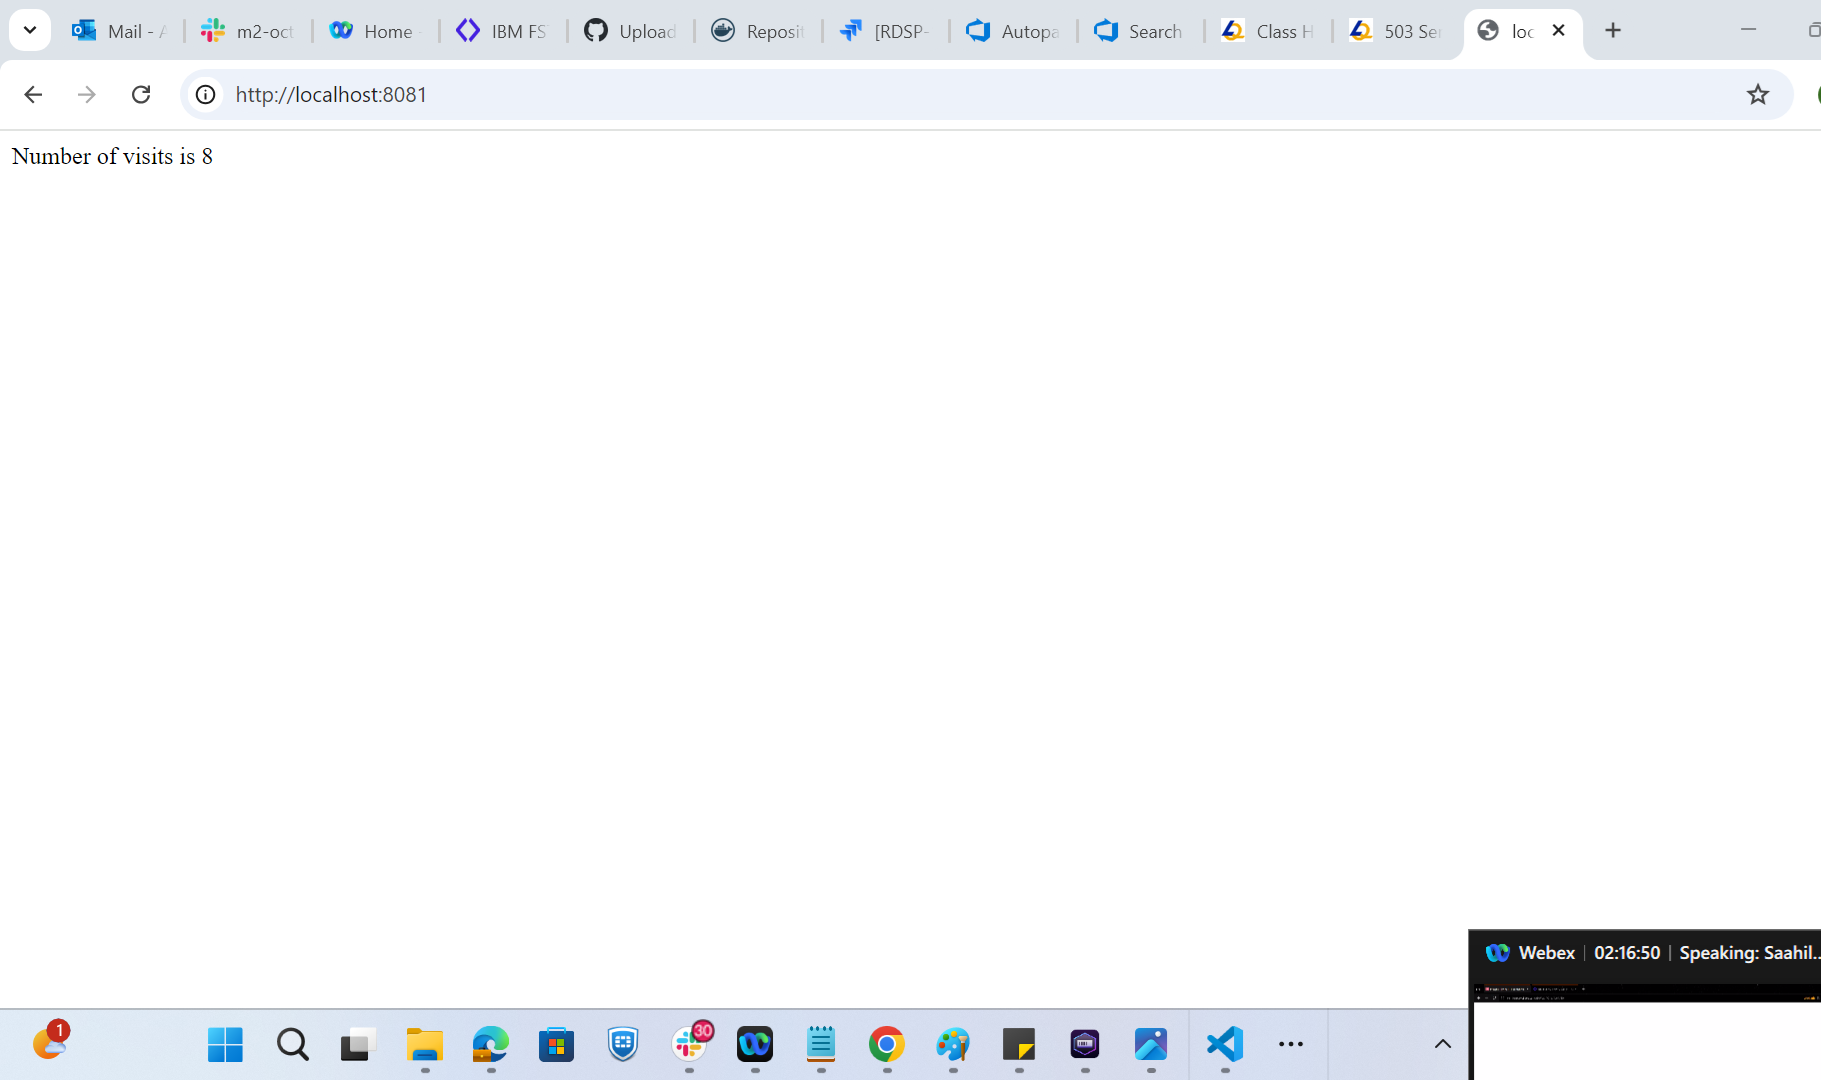 Mail - A
m2-oct
Home -
IBM FS
Upload
Reposit
[RDSP-
Autopa
Search
Class H
503 Ser
loc
http://localhost:8081
Number of visits is 8
Webex | 02:16:50 | Speaking: Saahil...
1
30